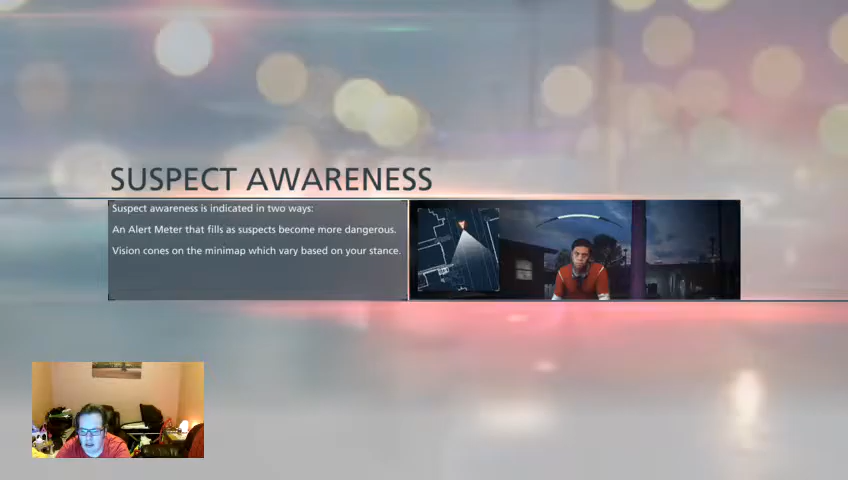 SUSPECT AWARENESS
Suspect awareness is indicated in two ways:
An Alert Meter that fills as suspects become more dangerous.
Vision cones on the minimap which vary based on your stance.